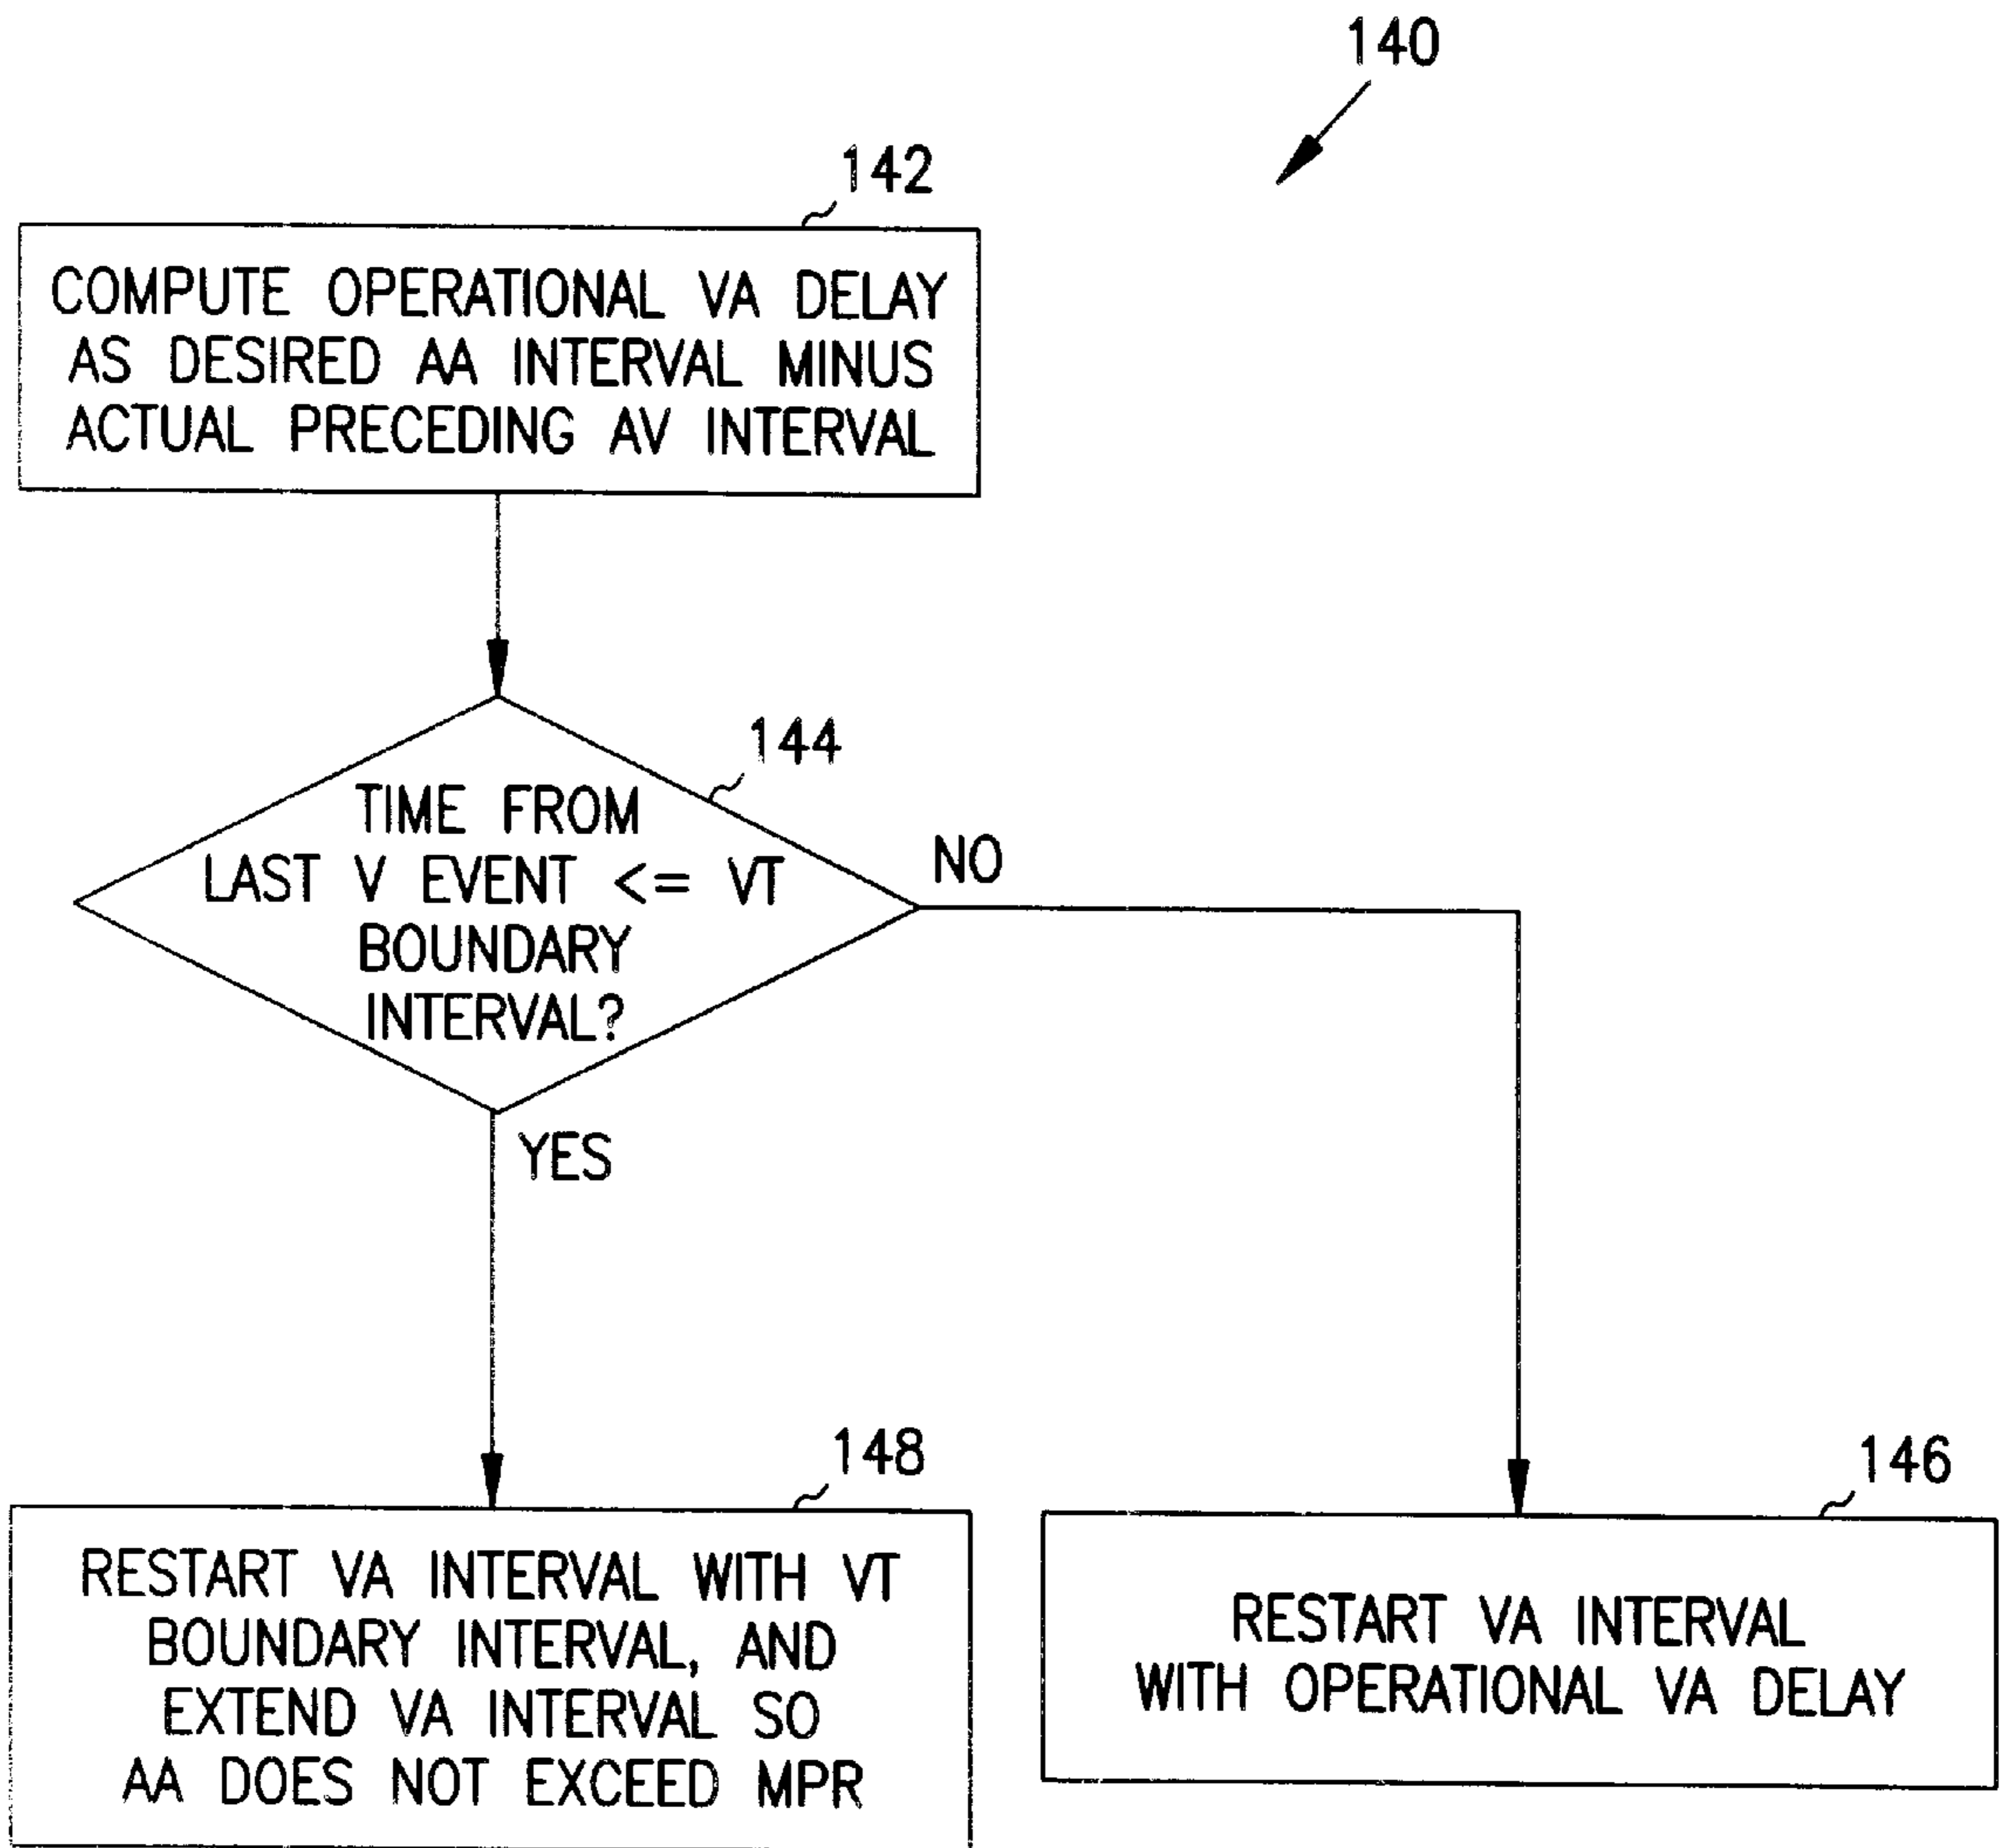 140
142
COMPUTE OPERATIONAL VA DELAY
AS DESIRED AA INTERVAL MINUS
ACTUAL PRECEDING AV INTERVAL
144
TIME FROM
LAST V EVENT <= VT
BOUNDARY
INTERVAL?
NO
YES
148
RESTART VA INTERVAL WITH VT
BOUNDARY INTERVAL, AND
EXTEND VA INTERVAL SO
AA DOES NOT EXCEED MPR
146
RESTART VA INTERVAL
WITH OPERATIONAL VA DELAY